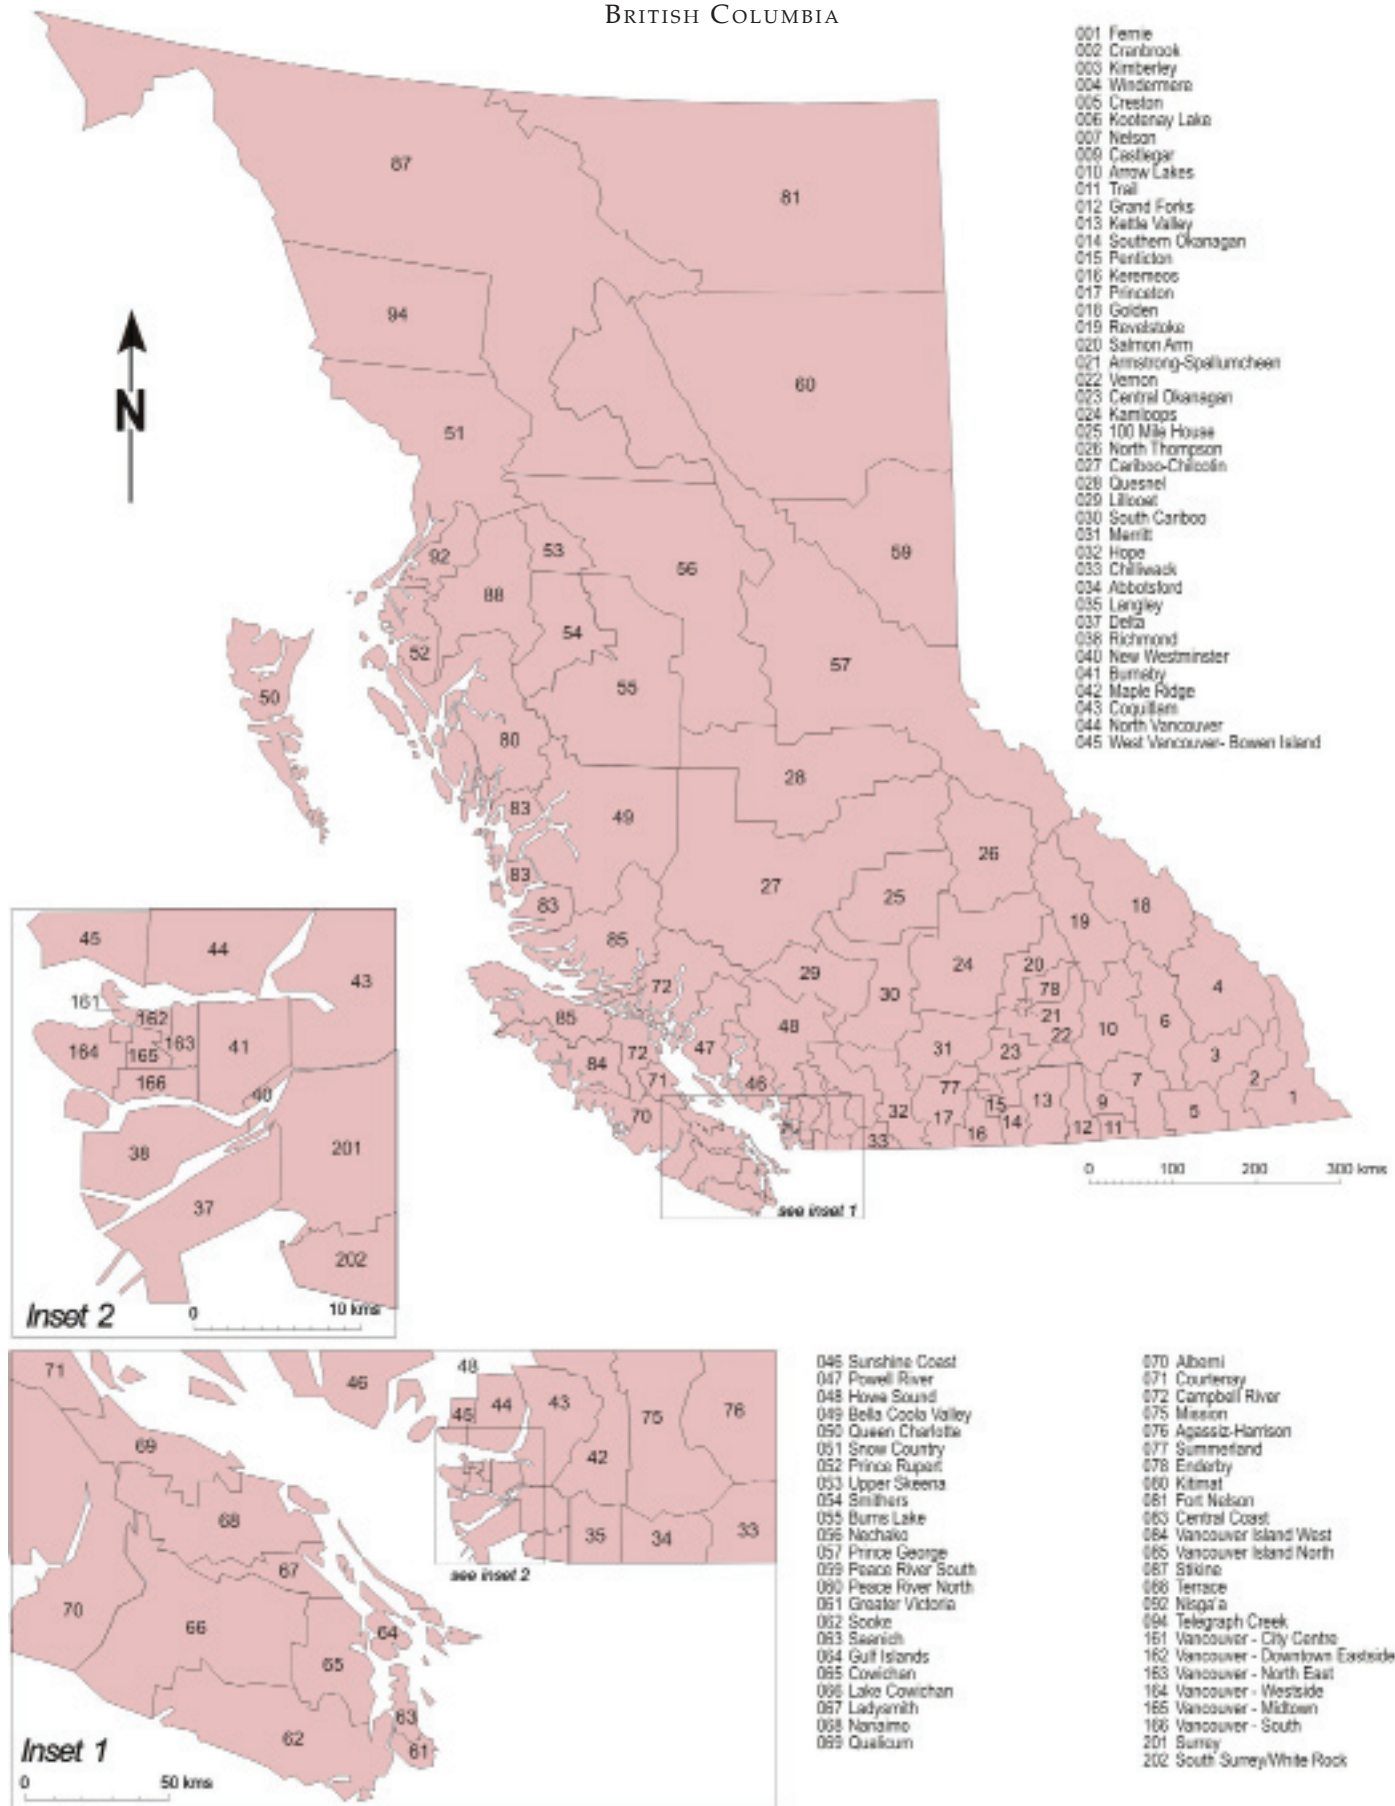 BRITISH COLUMBIA
001 Fernie
002 Cranbrook
003 Kimberley
004 Windermere
005 Creston
006 Kootenay Lake
007 Nelson
009 Castlegar
010 Arrow Lakes
011 Trail
012 Grand Forks
013 Kettle Valley
014 Southern Okanagan
015 Penticton
016 Keremeos
017 Princeton
018 Golden
019 Revelstoke
020 Salmon Arm
021 Armstrong-Spallumcheen
022 Vernon
023 Central Okanagan
024 Kamloops
025 100 Mile House
026 North Thompson
027 Cariboo-Chilcotin
028 Quesnel
029 Lillooet
030 South Cariboo
031 Merritt
032 Hope
033 Chilliwack
034 Abbotsford
035 Langley
037 Delta
038 Richmond
040 New Westminster
041 Burnaby
042 Maple Ridge
043 Coquitlam
044 North Vancouver
045 West Vancouver- Bowen Island
87
81
94
N
60
51
92
53
56
59
88
54
52
57
50
55
80
28
83
49
26
83
27
25
83
18
19
85
24
20
29
72
4
78
30
85
21
48
10
6
22
47
31
23
72
3
84
71
46
77
7
2
1
70
32
17
15
14
13
9
5
16
12
11
33
0 100 200 300 kms
see inset 1
45
44
43
161
162
163
164
165
41
166
40
38
201
37
202
Inset 2
0 10 kms
71
46
48
45
44
43
75
76
69
42
68
35
34
33
67
see inset 2
70
66
64
65
63
62
61
Inset 1
0 50 kms
046 Sunshine Coast
047 Powell River
048 Howe Sound
049 Bella Coola Valley
050 Queen Charlotte
051 Snow Country
052 Prince Rupert
053 Upper Skeena
054 Smithers
055 Burns Lake
056 Nechako
057 Prince George
059 Peace River South
060 Peace River North
061 Greater Victoria
062 Sooke
063 Saanich
064 Gulf Islands
065 Cowichan
066 Lake Cowichan
067 Ladysmith
068 Nanaimo
069 Qualicum
070 Alberni
071 Courtenay
072 Campbell River
075 Mission
076 Agassiz-Harrison
077 Summerland
078 Enderby
080 Kitimat
081 Fort Nelson
083 Central Coast
084 Vancouver Island West
085 Vancouver Island North
087 Stikine
088 Terrace
092 Nisga'a
094 Telegraph Creek
161 Vancouver - City Centre
162 Vancouver - Downtown Eastside
163 Vancouver - North East
164 Vancouver - Westside
165 Vancouver - Midtown
166 Vancouver - South
201 Surrey
202 South Surrey/White Rock